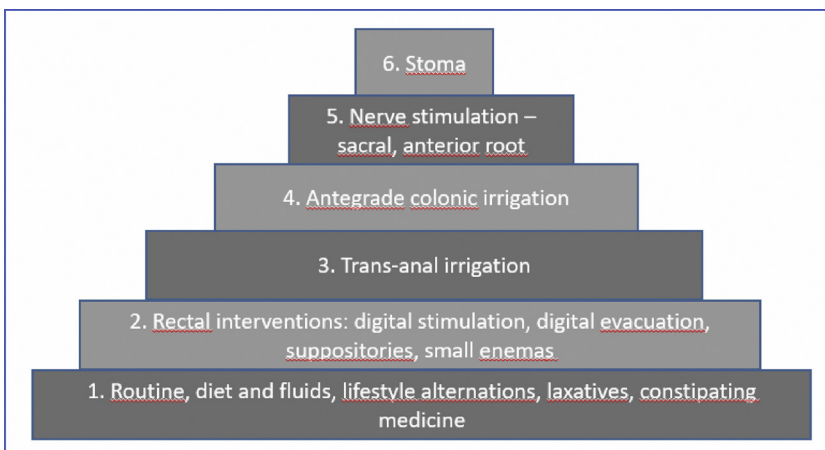 6. Stoma
5. Nerve stimulation –
sacral, anterior root
4. Antegrade colonic irrigation
3. Trans-anal irrigation
2. Rectal interventions: digital stimulation, digital evacuation,
suppositories, small enemas
1. Routine, diet and fluids, lifestyle alternations, laxatives, constipating
medicine